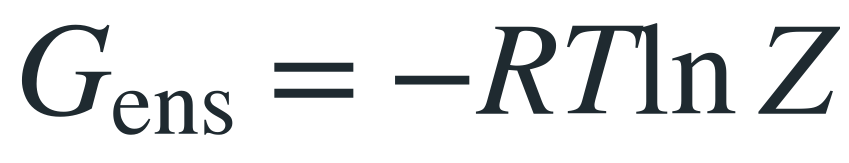 G_ens = −RT ln Z